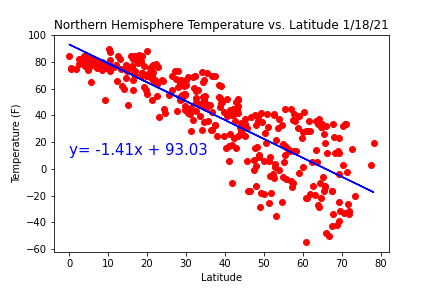 Northern Hemisphere Temperature vs. Latitude 1/18/21
100
80
60
40
20
0
−20
−40
−60
Temperature (F)
y= -1.41x + 93.03
0 10 20 30 40 50 60 70 80
Latitude